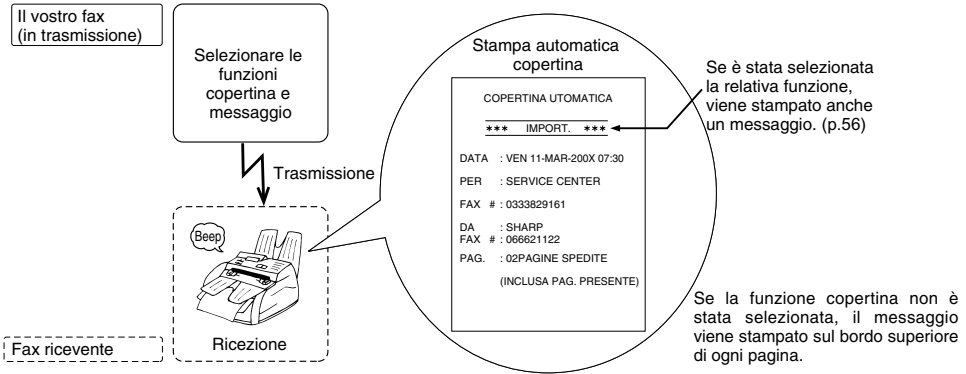 Il vostro fax
(in trasmissione)
Selezionare le
funzioni
copertina e
messaggio
Trasmissione
Beep
Ricezione
Fax ricevente
Stampa automatica
copertina
COPERTINA UTOMATICA
*** IMPORT. ***
DATA : VEN 11-MAR-200X 07:30
PER : SERVICE CENTER
FAX # : 0333829161
DA : SHARP
FAX # : 066621122
PAG. : 02PAGINE SPEDITE
(INCLUSA PAG. PRESENTE)
Se è stata selezionata
la relativa funzione,
viene stampato anche
un messaggio. (p.56)
Se la funzione copertina non è
stata selezionata, il messaggio
viene stampato sul bordo superiore
di ogni pagina.